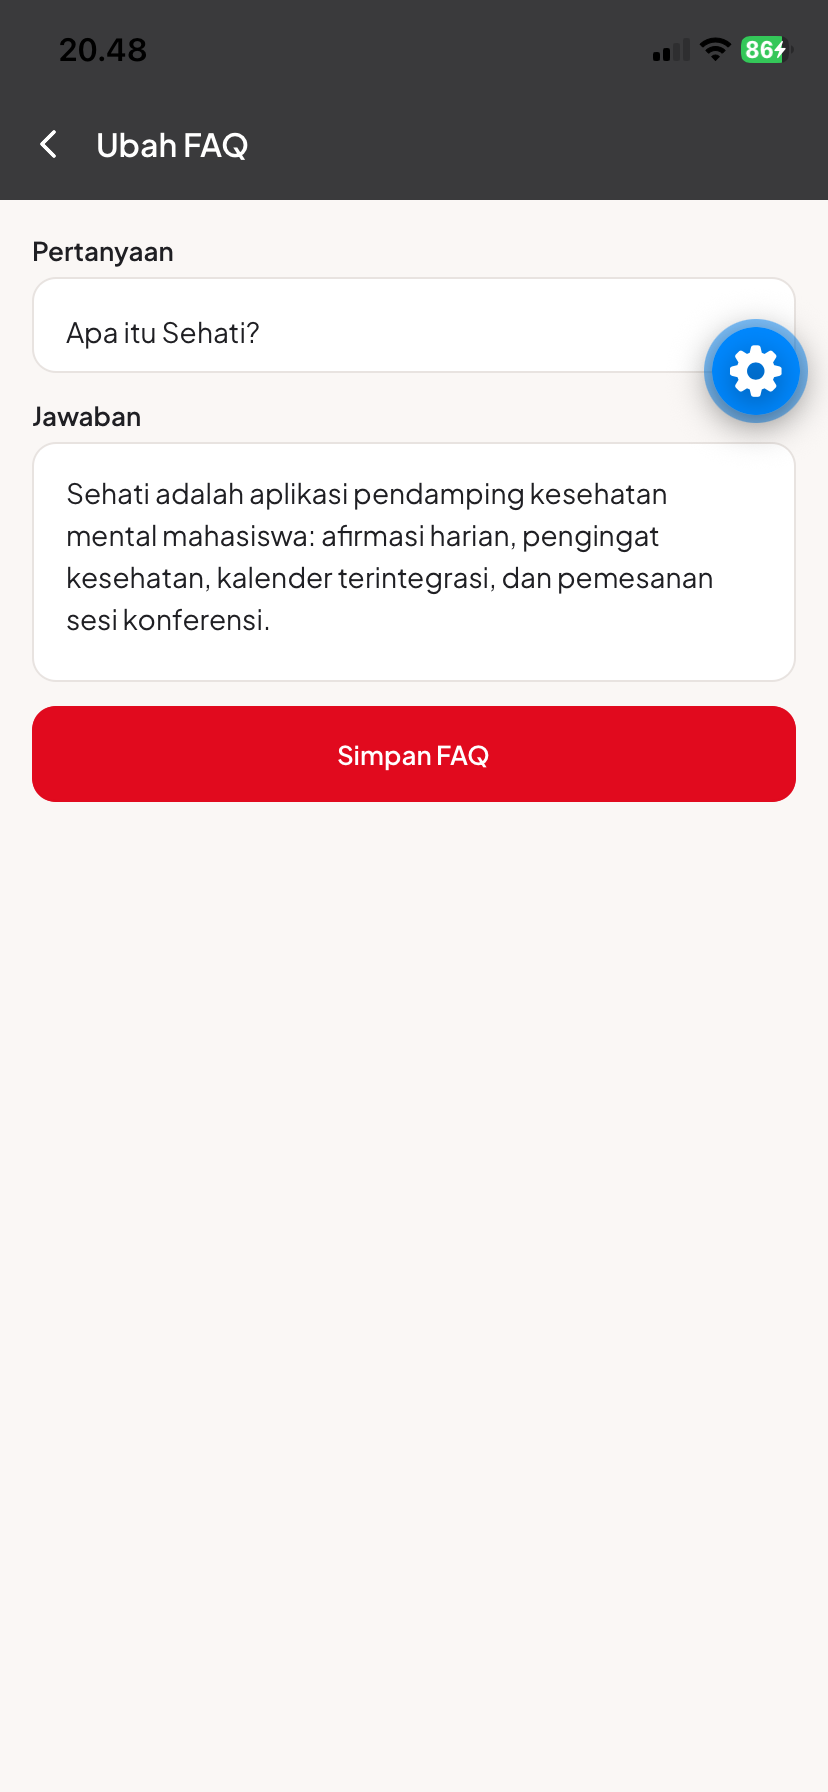 20.48
86
Ubah FAQ
Pertanyaan
Apa itu Sehati?
Jawaban
Sehati adalah aplikasi pendamping kesehatan
mental mahasiswa: afirmasi harian, pengingat
kesehatan, kalender terintegrasi, dan pemesanan
sesi konferensi.
Simpan FAQ